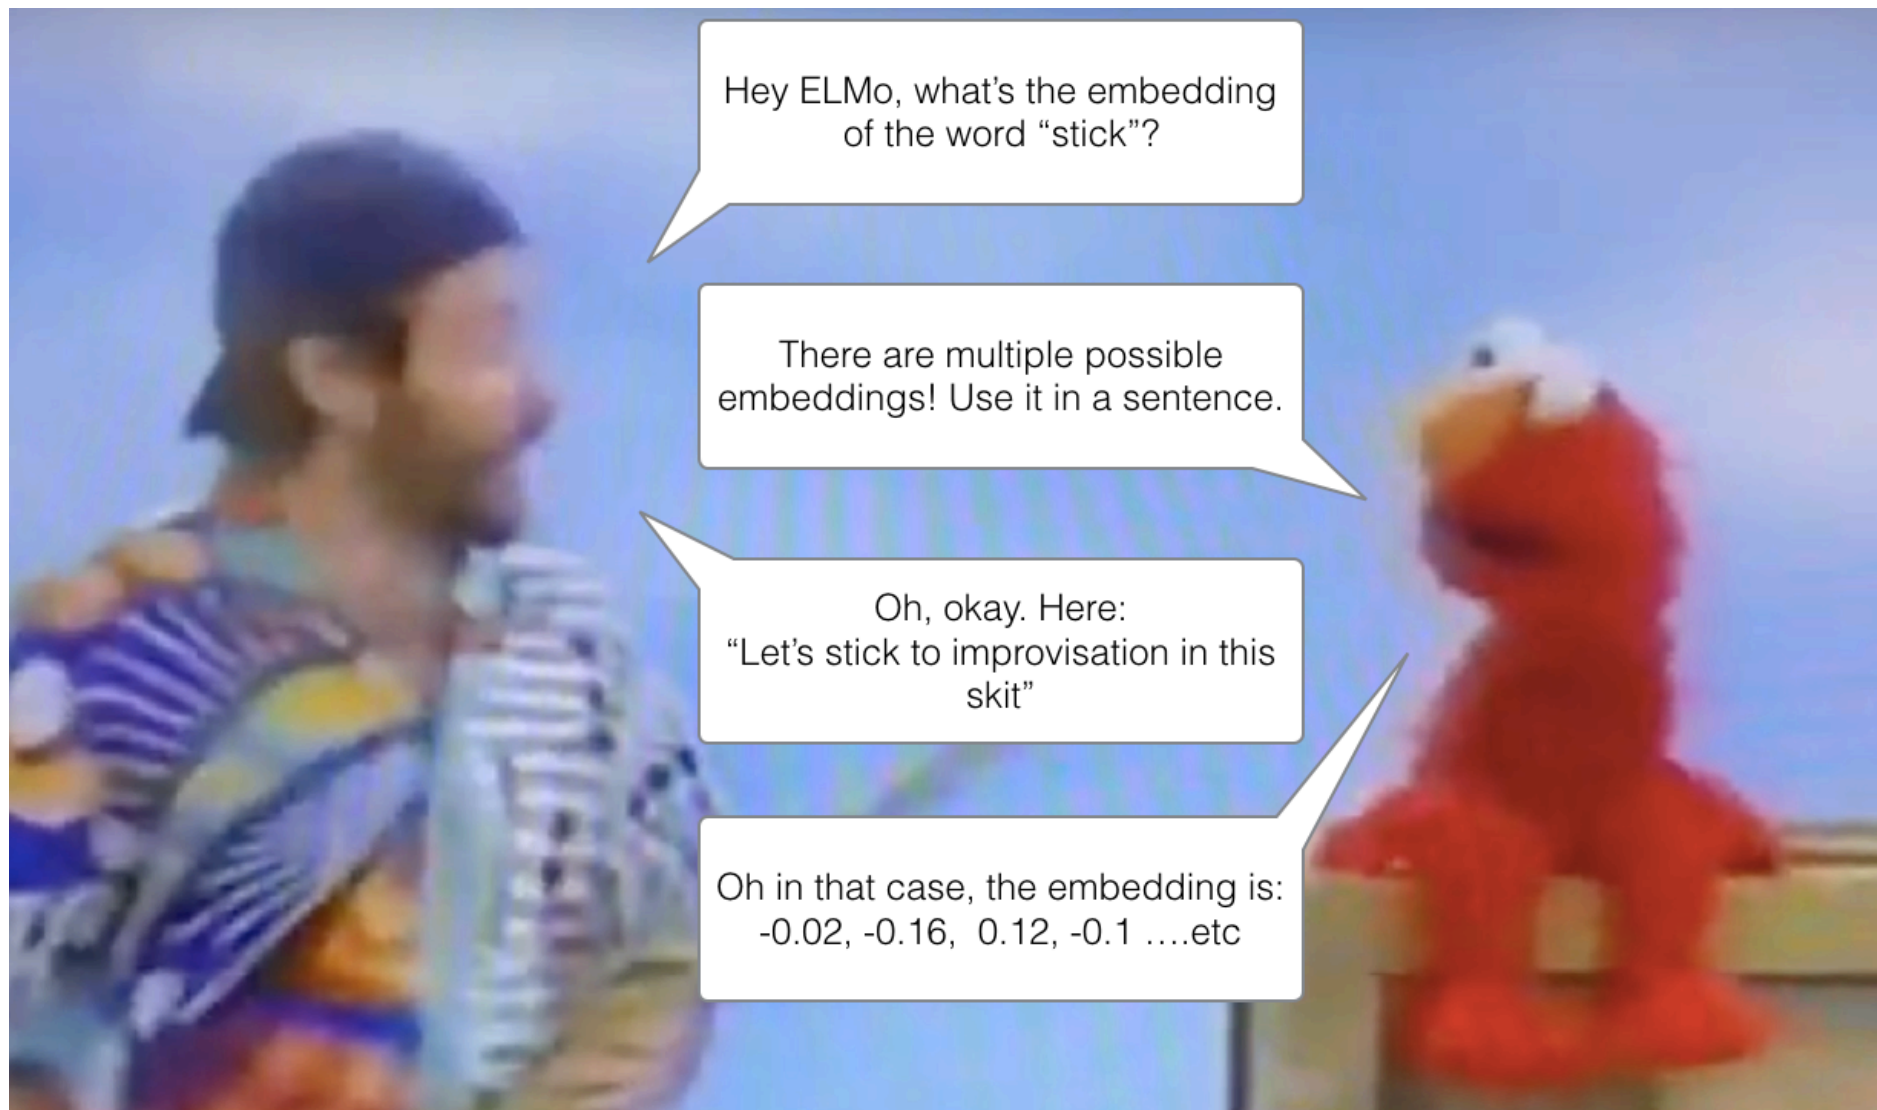 Hey ELMo, what’s the embedding
of the word “stick”?
There are multiple possible
embeddings! Use it in a sentence.
Oh, okay. Here:
“Let’s stick to improvisation in this
skit”
Oh in that case, the embedding is:
-0.02, -0.16,  0.12, -0.1 ....etc